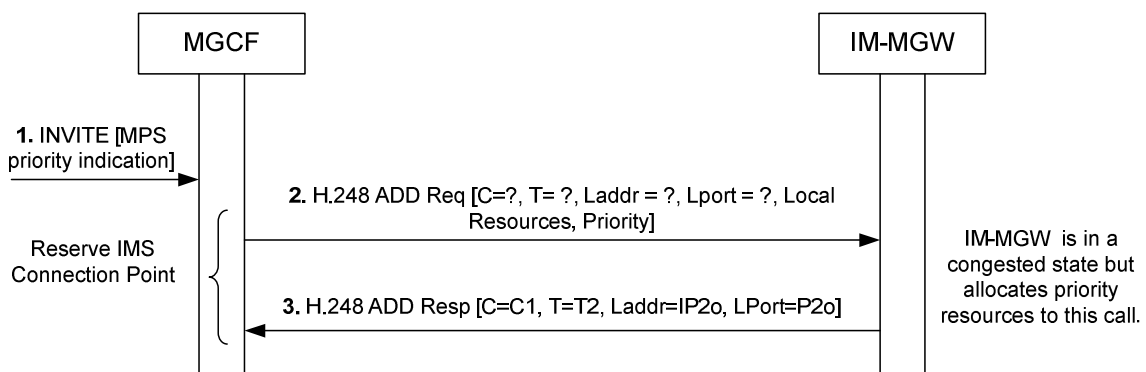 MGCF
IM-MGW
1. INVITE [MPS
priority indication]
2. H.248 ADD Req [C=?, T= ?, Laddr = ?, Lport = ?, Local
Resources, Priority]
Reserve IMS
Connection Point
IM-MGW is in a
congested state but
allocates priority
resources to this call.
3. H.248 ADD Resp [C=C1, T=T2, Laddr=IP2o, LPort=P2o]